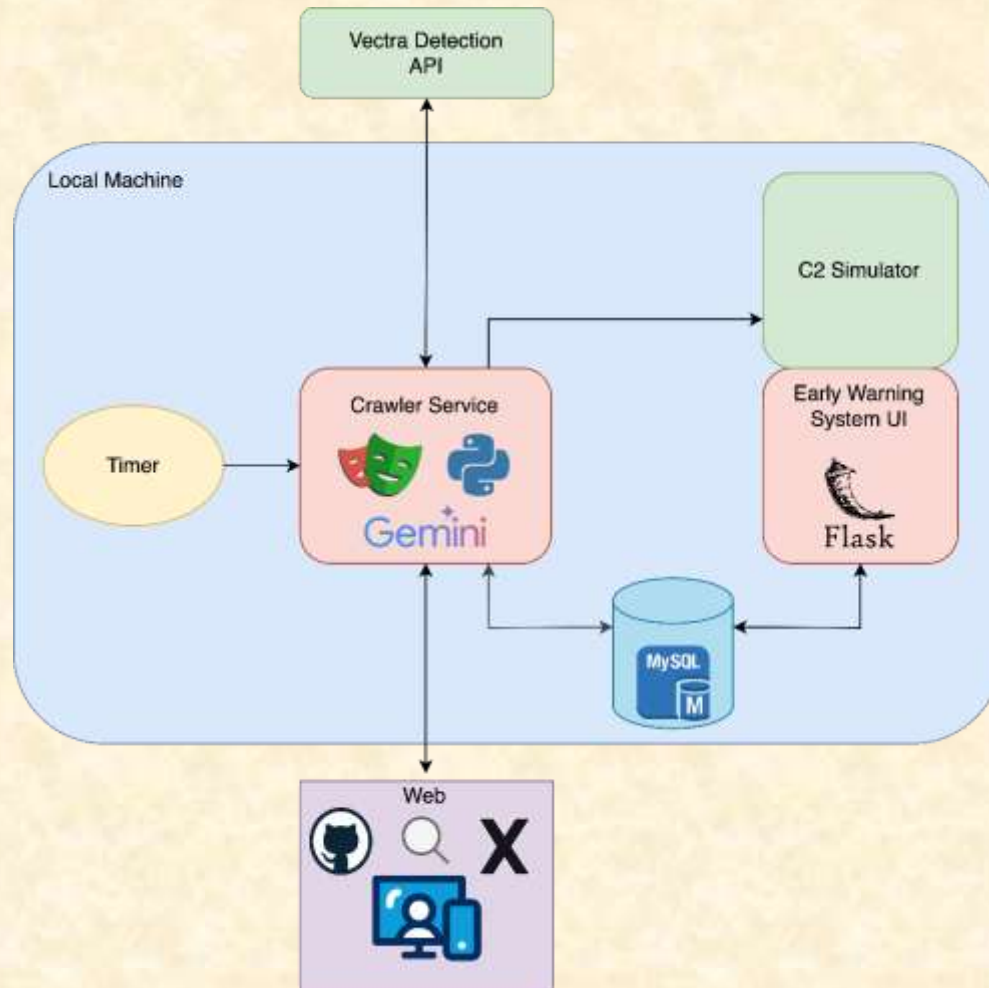 Vectra Detection
API
Local Machine
C2 Simulator
Crawler Service
Early Warning
System UI
Timer
Gemini
Flask
MySQL
M
Web
X